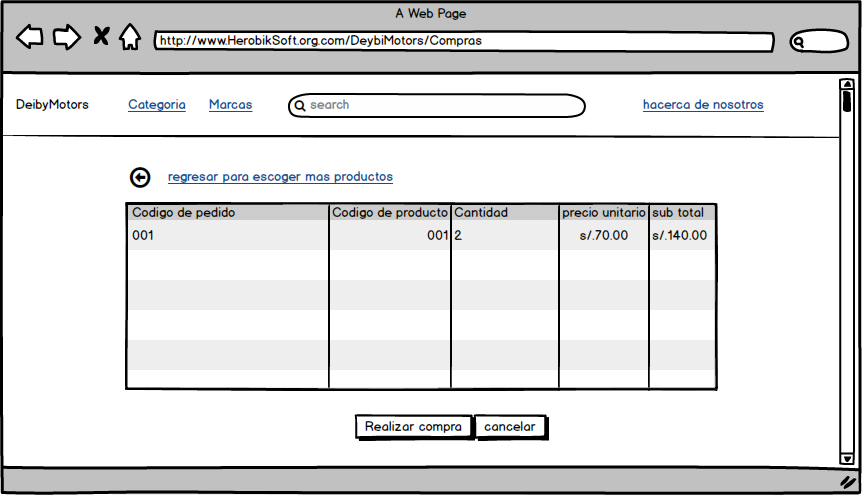 A Web Page
http://www.HerobikSoft.org.com/DeybiMotors/Compras
DeibyMotors Categoria Marcas search hacerca de nosotros
regresar para escoger mas productos
Codigo de pedido Codigo de producto Cantidad precio unitario sub total
001 001 2 s/.70.00 s/.140.00
Realizar compra cancelar